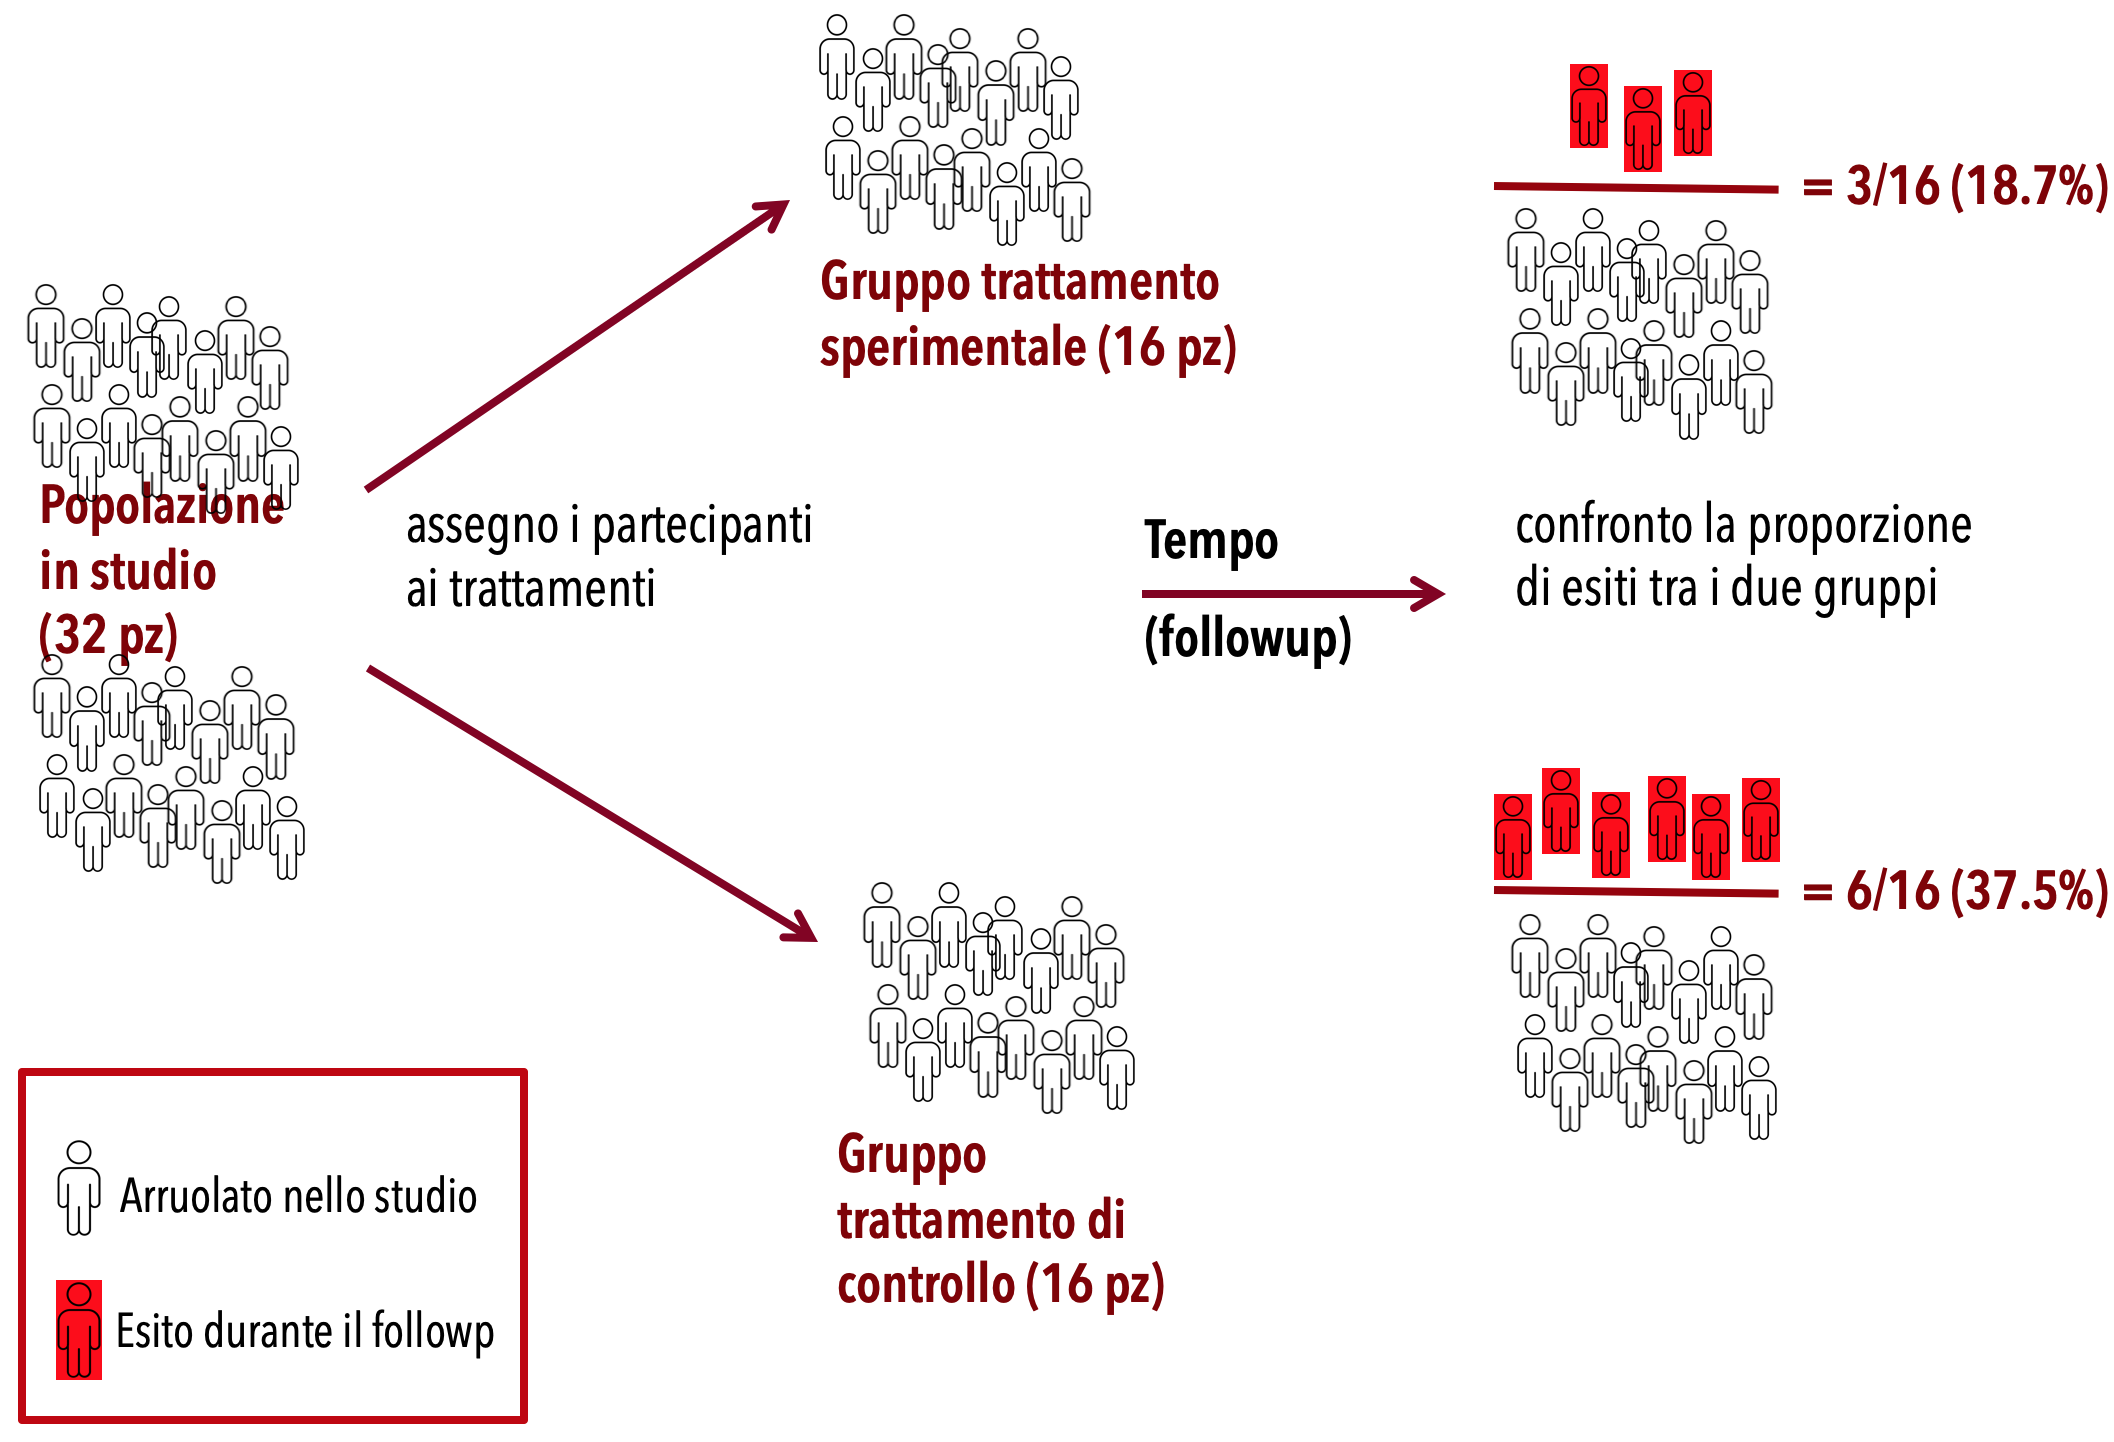 Gruppo trattamento
sperimentale (16 pz)
= 3/16 (18.7%)
Popolazione
in studio
(32 pz)
assegno i partecipanti
ai trattamenti
Tempo
(followup)
confronto la proporzione
di esiti tra i due gruppi
= 6/16 (37.5%)
Gruppo
trattamento di
controllo (16 pz)
Arruolato nello studio
Esito durante il followp